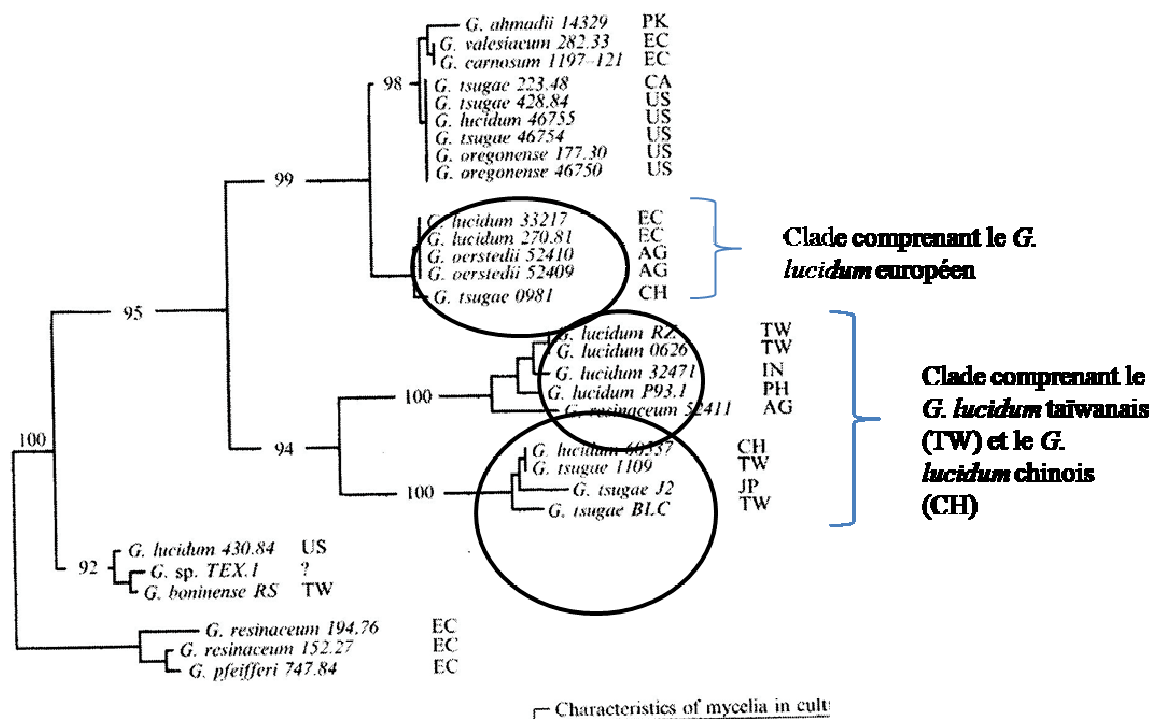 G. ahmadii 14329 PK
G. valesiacum 282.33 EC
G. carnosum 1197-121 EC
98
G. tsugae 223.48 CA
G. tsugae 428.84 US
G. lucidum 46755 US
G. tsugae 46754 US
G. oregonense 177.30 US
G. oregonense 46750 US
99
G. lucidum 33217 EC
G. lucidum 270.81 EC
G. oerstedii 52410 AG
G. oerstedii 52409 AG
G. tsugae 0981 CH
Clade comprenant le G.
lucidum européen
95
G. lucidum RZ TW
G. lucidum 0626 TW
G. lucidum 32471 IN
G. lucidum P93.1 PH
G. resinaceum 52411 AG
100
94
G. lucidum 60537 CH
G. tsugae 1109 TW
G. tsugae J2 JP
G. tsugae BLC TW
100
Clade comprenant le
G. lucidum taïwanais
(TW) et le G.
lucidum chinois
(CH)
100
G. lucidum 430.84 US
92
G. sp. TEX.1 ?
G. boninense RS TW
G. resinaceum 194.76 EC
G. resinaceum 152.27 EC
G. pfeifferi 747.84 EC
Characteristics of mycelia in cult